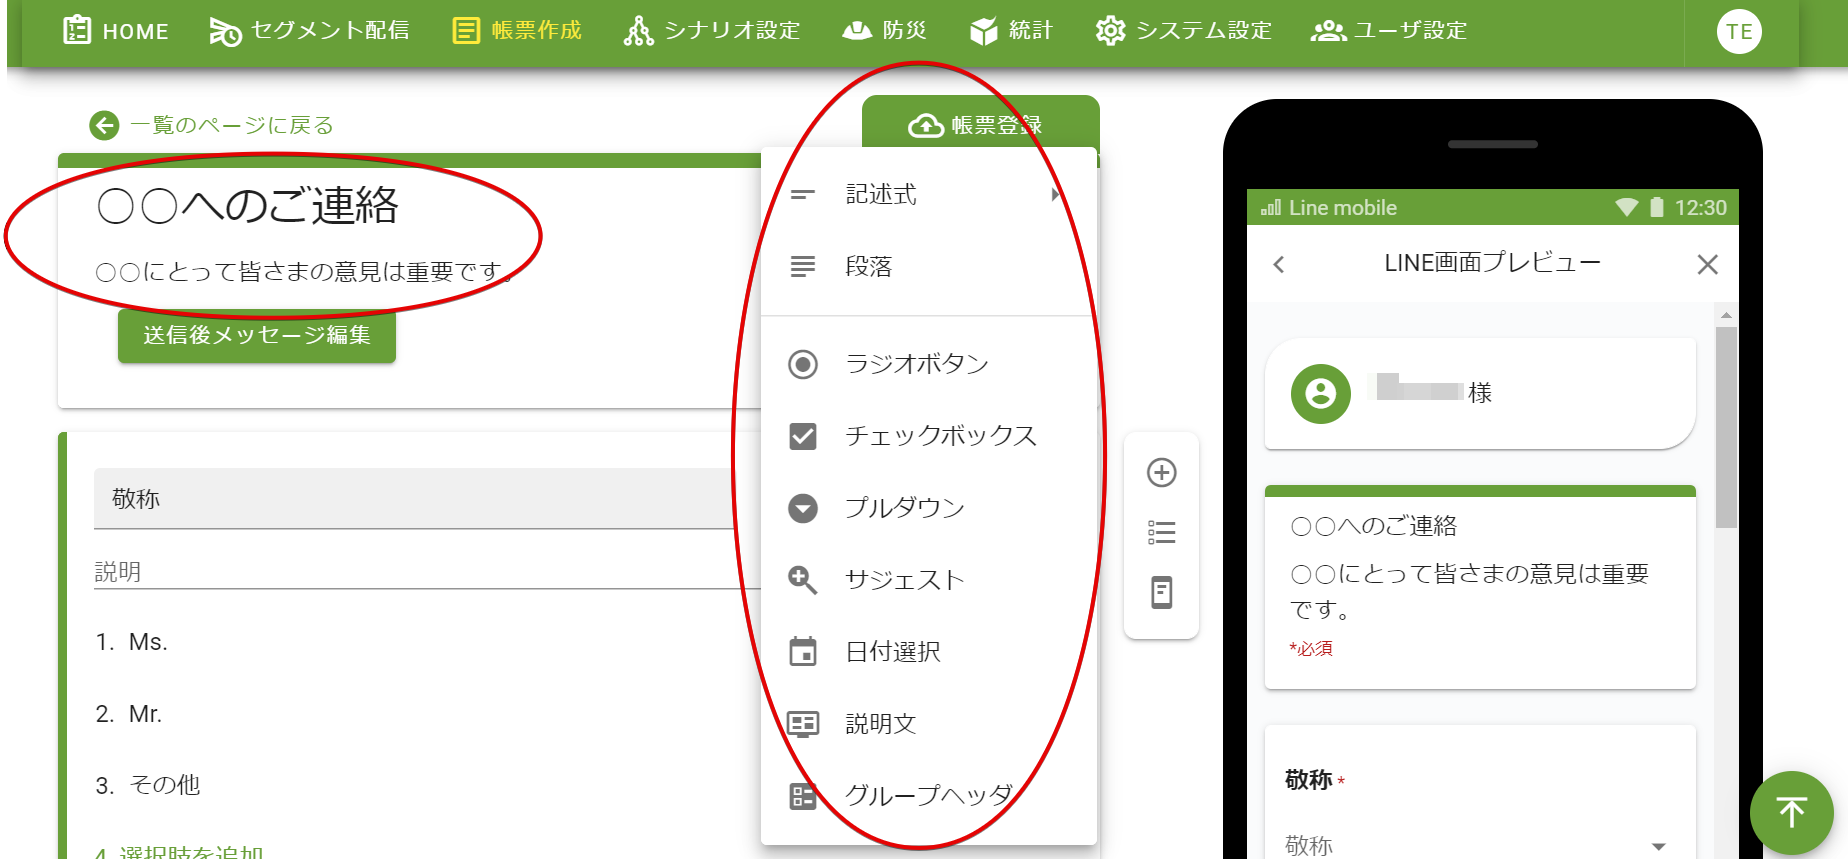 HOME
セグメント配信
帳票作成
シナリオ設定
防災
統計
システム設定
ユーザ設定
TE
一覧のページに戻る
帳票登録
〇〇へのご連絡
〇〇にとって皆さまの意見は重要です。
送信後メッセージ編集
敬称
説明
1. Ms.
2. Mr.
3. その他
4. 選択肢を追加
記述式
段落
ラジオボタン
チェックボックス
プルダウン
サジェスト
日付選択
説明文
グループヘッダ
Line mobile
12:30
LINE画面プレビュー
様
〇〇へのご連絡
〇〇にとって皆さまの意見は重要
です。
*必須
敬称 *
敬称